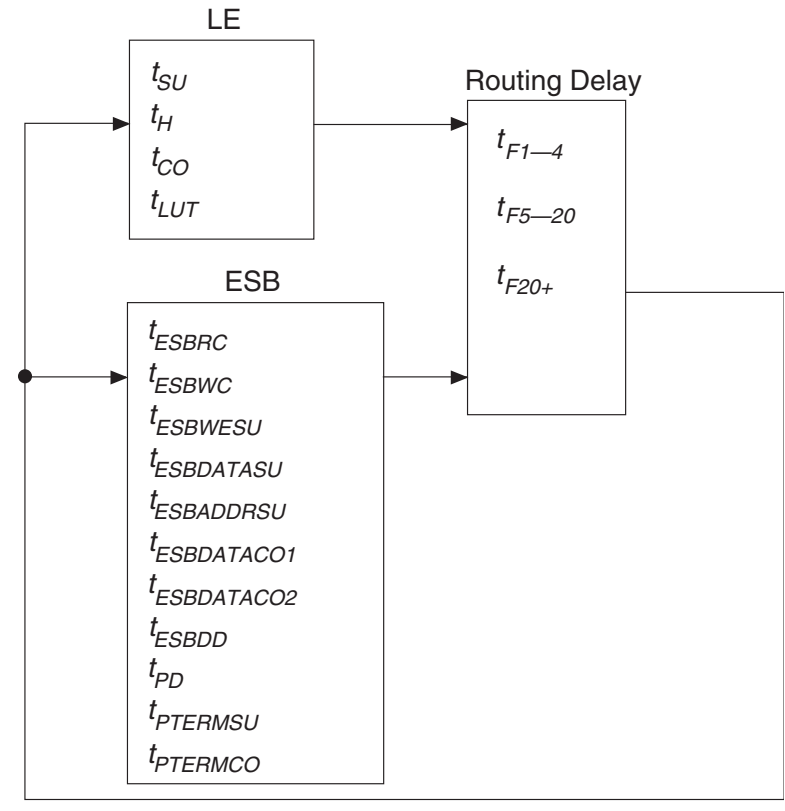 LE
tSU
tH
tCO
tLUT
Routing Delay
tF1—4
tF5—20
tF20+
ESB
tESBRC
tESBWC
tESBWESU
tESBDATASU
tESBADDRSU
tESBDATACO1
tESBDATACO2
tESBDD
tPD
tPTERMSU
tPTERMCO